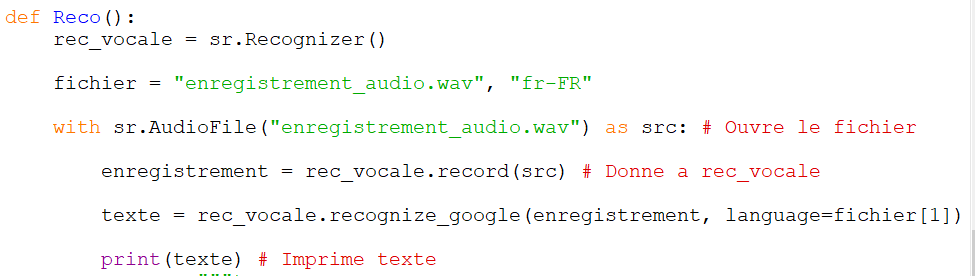 def Reco():
    rec_vocale = sr.Recognizer()
    fichier = "enregistrement_audio.wav", "fr-FR"
    with sr.AudioFile("enregistrement_audio.wav") as src: # Ouvre le fichier
        enregistrement = rec_vocale.record(src) # Donne a rec_vocale
        texte = rec_vocale.recognize_google(enregistrement, language=fichier[1])
        print(texte) # Imprime texte